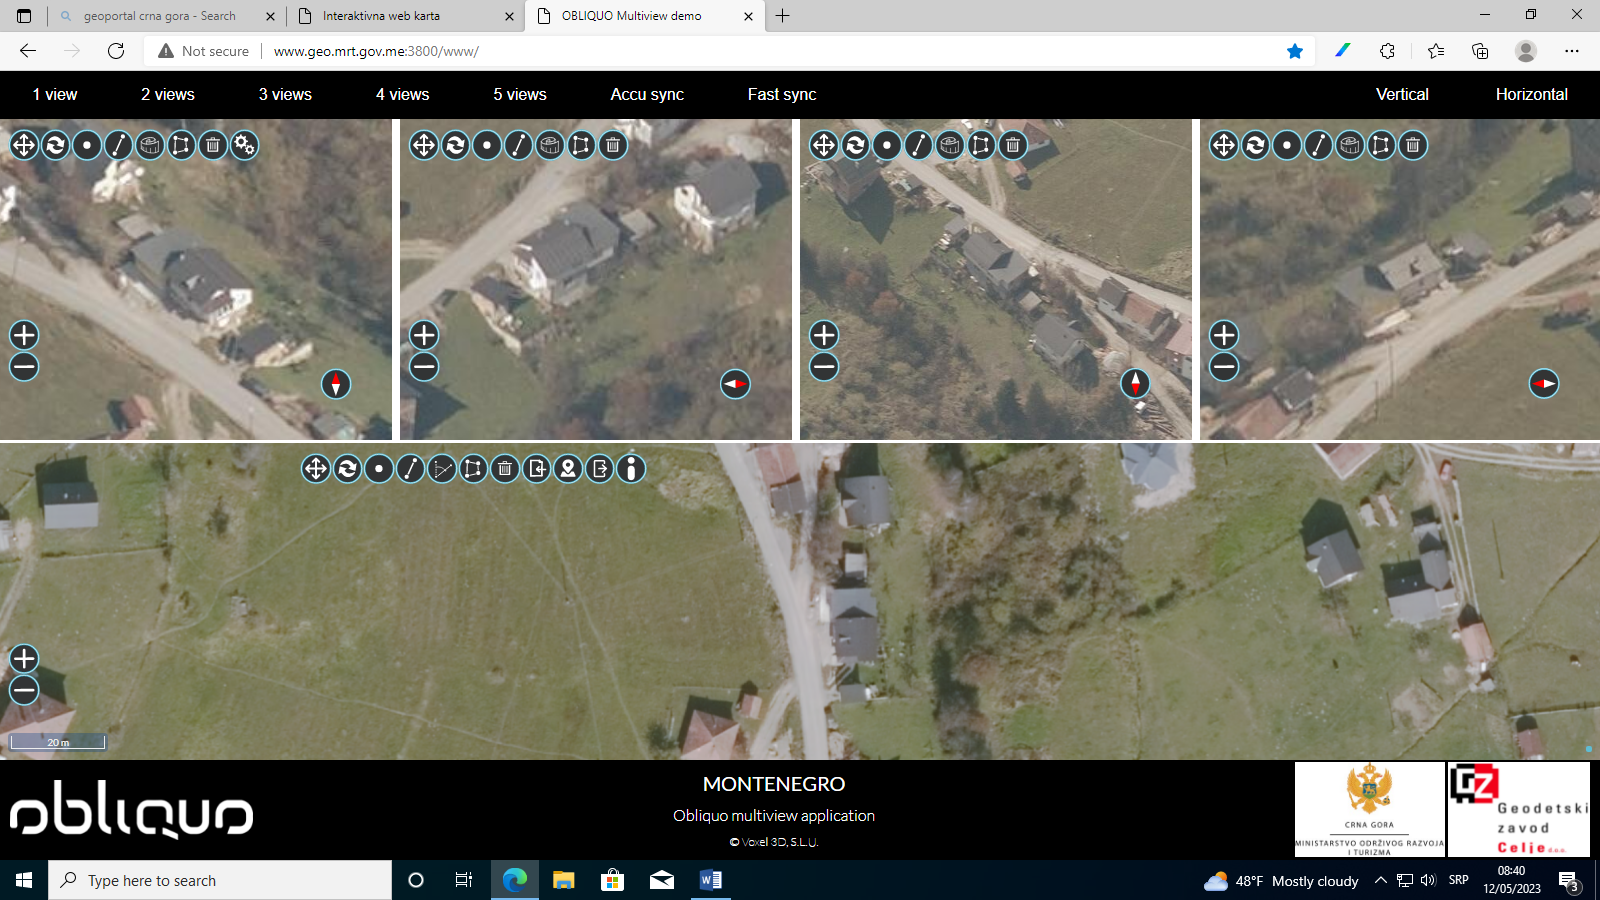 geoportal crna gora - Search
Interaktivna web karta
OBLIQUO Multiview demo
Not secure
www.geo.mrt.gov.me:3800/www/
1 view
2 views
3 views
4 views
5 views
Accu sync
Fast sync
Vertical
Horizontal
20 m
obliquo
MONTENEGRO
Obliquo multiview application
© Voxel 3D, S.L.U.
CRNA GORA
MINISTARSTVO ODRŽIVOG RAZVOJA
I TURIZMA
GZ
Geodetski
zavod
Celje d.o.o.
Type here to search
48°F Mostly cloudy
SRP
08:40
12/05/2023
3